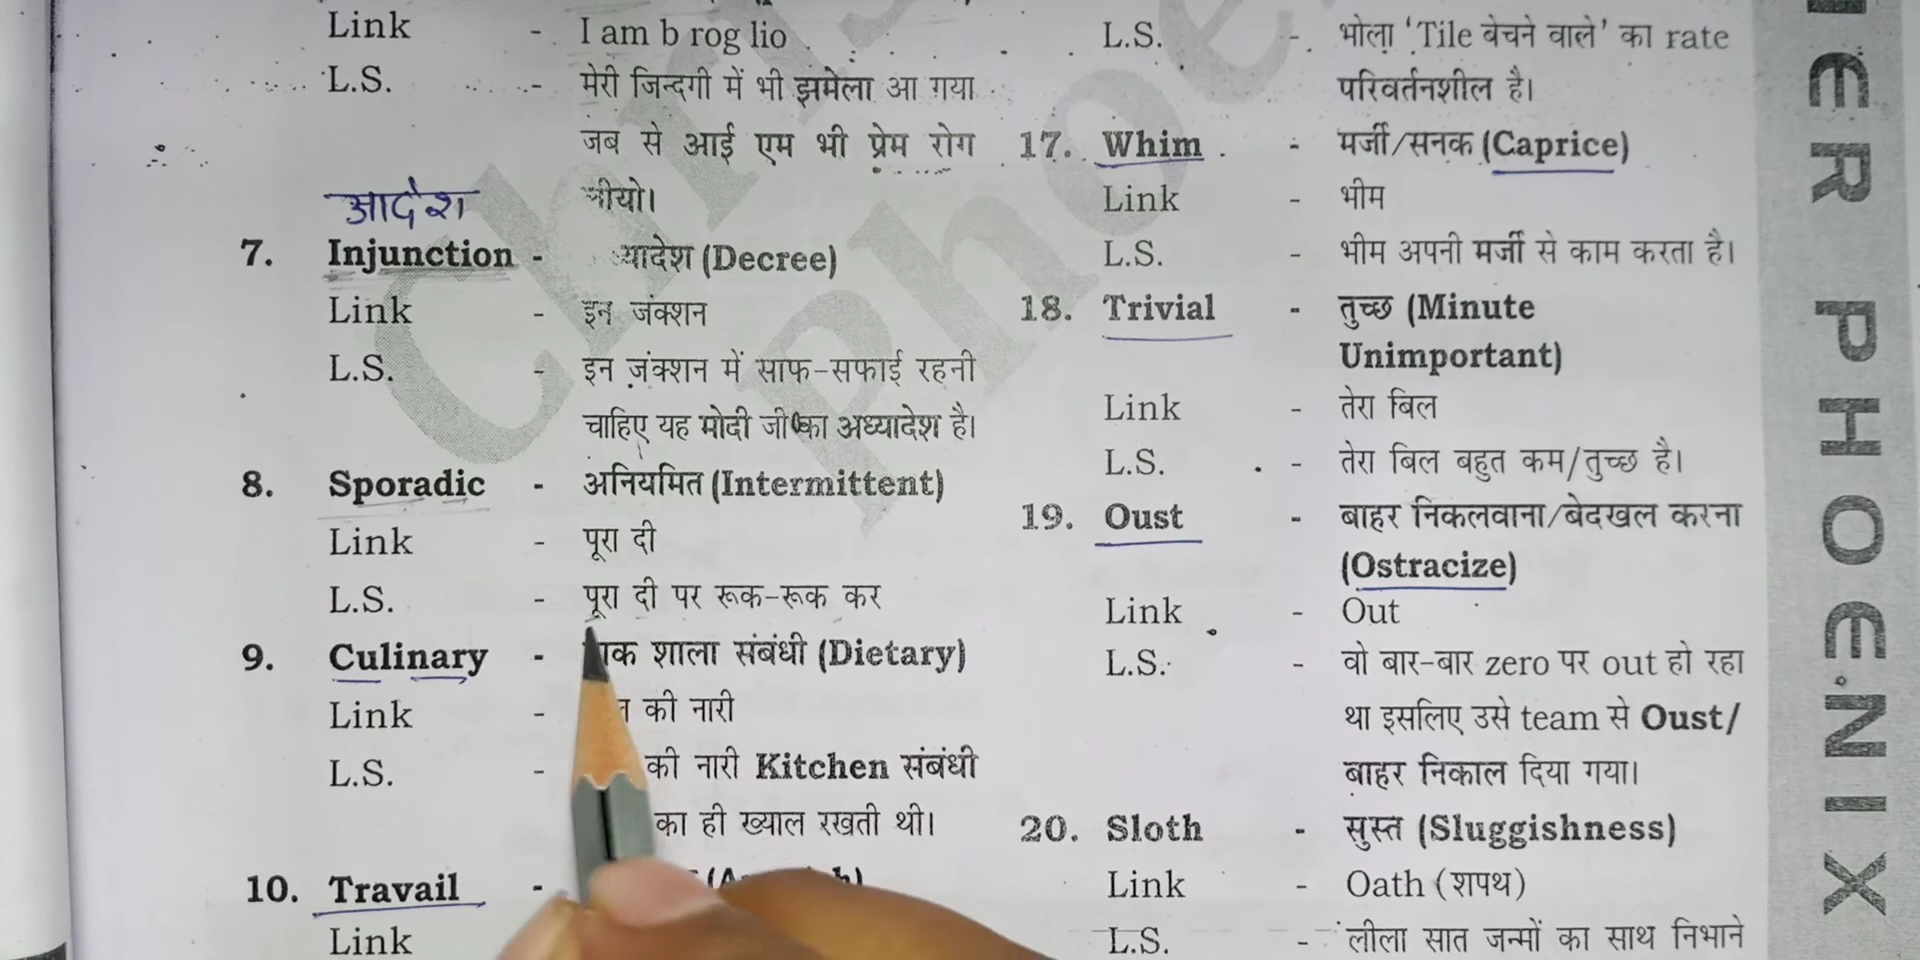 Link - I am b rog lio
L.S. - मेरी जिन्दगी में भी झमेला आ गया
जब से आई एम भी प्रेम रोग
आदेश
7. Injunction - (Decree)
Link - इन जंक्शन
L.S. - इन जंक्शन में साफ-सफाई रहनी
चाहिए यह मोदी जी का अध्यादेश है।
8. Sporadic - अनियमित (Intermittent)
Link - पूरा दी
L.S. - पूरा दी पर रूक-रूक कर
9. Culinary - शाला संबंधी (Dietary)
Link - की नारी
L.S. - की नारी Kitchen संबंधी
का ही ख्याल रखती थी।
10. Travail -
Link
L.S. - भोला 'Tile बेचने वाले' का rate
परिवर्तनशील है।
17. Whim - मर्जी/सनक (Caprice)
Link - भीम
L.S. - भीम अपनी मर्जी से काम करता है।
18. Trivial - तुच्छ (Minute
Unimportant)
Link - तेरा बिल
L.S. - तेरा बिल बहुत कम/तुच्छ है।
19. Oust - बाहर निकलवाना/बेदखल करना
(Ostracize)
Link - Out
L.S. - वो बार-बार zero पर out हो रहा
था इसलिए उसे team से Oust/
बाहर निकाल दिया गया।
20. Sloth - सुस्त (Sluggishness)
Link - Oath (शपथ)
L.S. - लीला सात जन्मों का साथ निभाने
IER PHOENIX